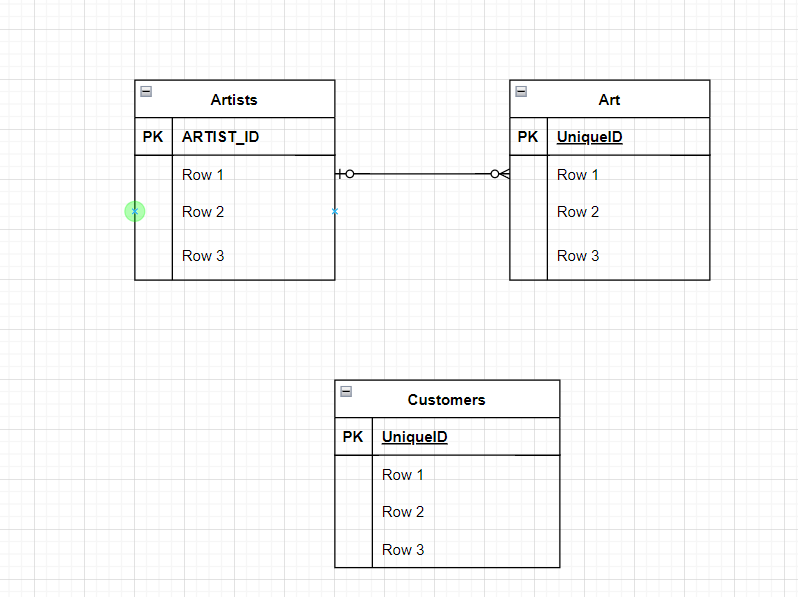 Artists
PK ARTIST_ID
Row 1
Row 2
Row 3
Art
PK UniqueID
Row 1
Row 2
Row 3
Customers
PK UniqueID
Row 1
Row 2
Row 3